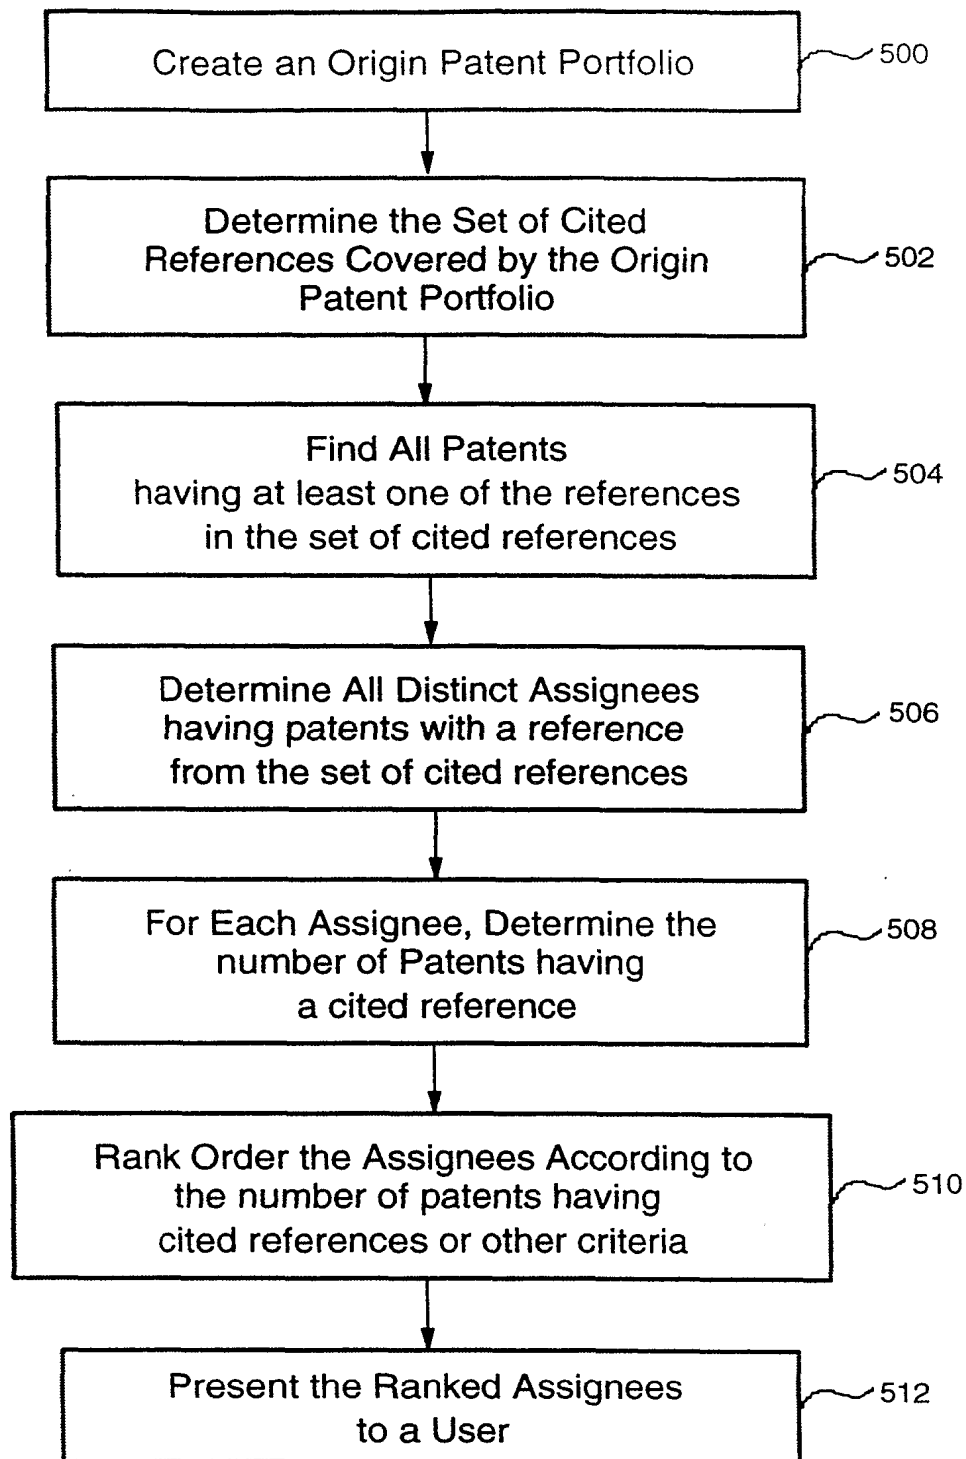 Create an Origin Patent Portfolio
500
Determine the Set of Cited
References Covered by the Origin
Patent Portfolio
502
Find All Patents
having at least one of the references
in the set of cited references
504
Determine All Distinct Assignees
having patents with a reference
from the set of cited references
506
For Each Assignee, Determine the
number of Patents having
a cited reference
508
Rank Order the Assignees According to
the number of patents having
cited references or other criteria
510
Present the Ranked Assignees
to a User
512